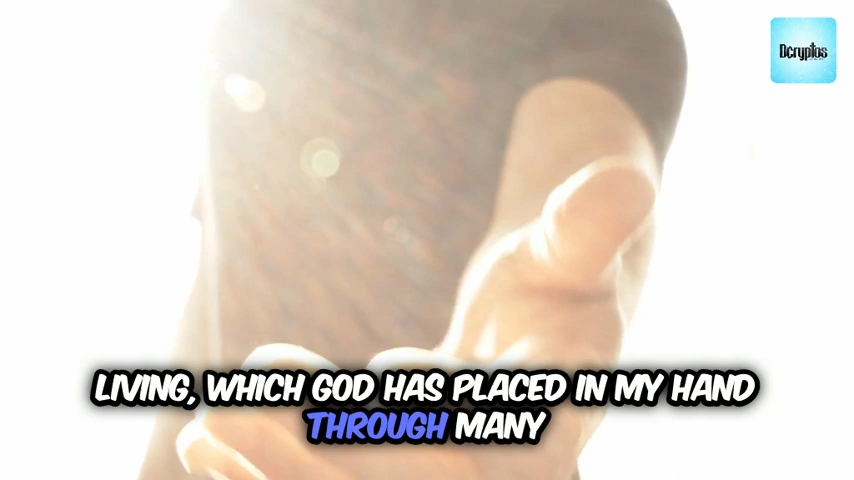 Dcryptos
LIVING, WHICH GOD HAS PLACED IN MY HAND
THROUGH MANY